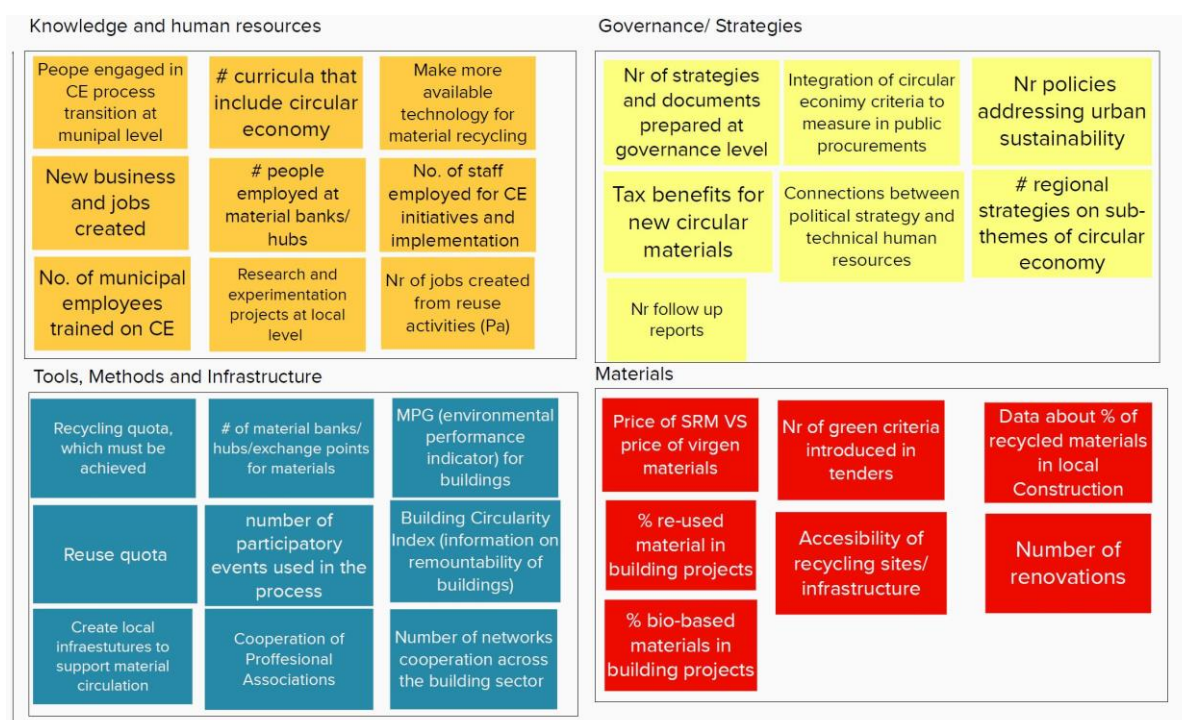 Knowledge and human resources
Peope engaged in
CE process
transition at
munipal level
# curricula that
include circular
economy
Make more
available
technology for
material recycling
New business
and jobs
created
# people
employed at
material banks/
hubs
No. of staff
employed for CE
initiatives and
implementation
No. of municipal
employees
trained on CE
Research and
experimentation
projects at local
level
Nr of jobs created
from reuse
activities (Pa)
Governance/ Strategies
Nr of strategies
and documents
prepared at
governance level
Integration of circular
econimy criteria to
measure in public
procurements
Nr policies
addressing urban
sustainability
Tax benefits for
new circular
materials
Connections between
political strategy and
technical human
resources
# regional
strategies on sub-
themes of circular
economy
Nr follow up
reports
Tools, Methods and Infrastructure
Recycling quota,
which must be
achieved
# of material banks/
hubs/exchange points
for materials
MPG (environmental
performance
indicator) for
buildings
Reuse quota
number of
participatory
events used in the
process
Building Circularity
Index (information on
remountability of
buildings)
Create local
infraestutures to
support material
circulation
Cooperation of
Proffesional
Associations
Number of networks
cooperation across
the building sector
Materials
Price of SRM VS
price of virgen
materials
Nr of green criteria
introduced in
tenders
Data about % of
recycled materials
in local
Construction
% re-used
material in
building projects
Accesibility of
recycling sites/
infrastructure
Number of
renovations
% bio-based
materials in
building projects